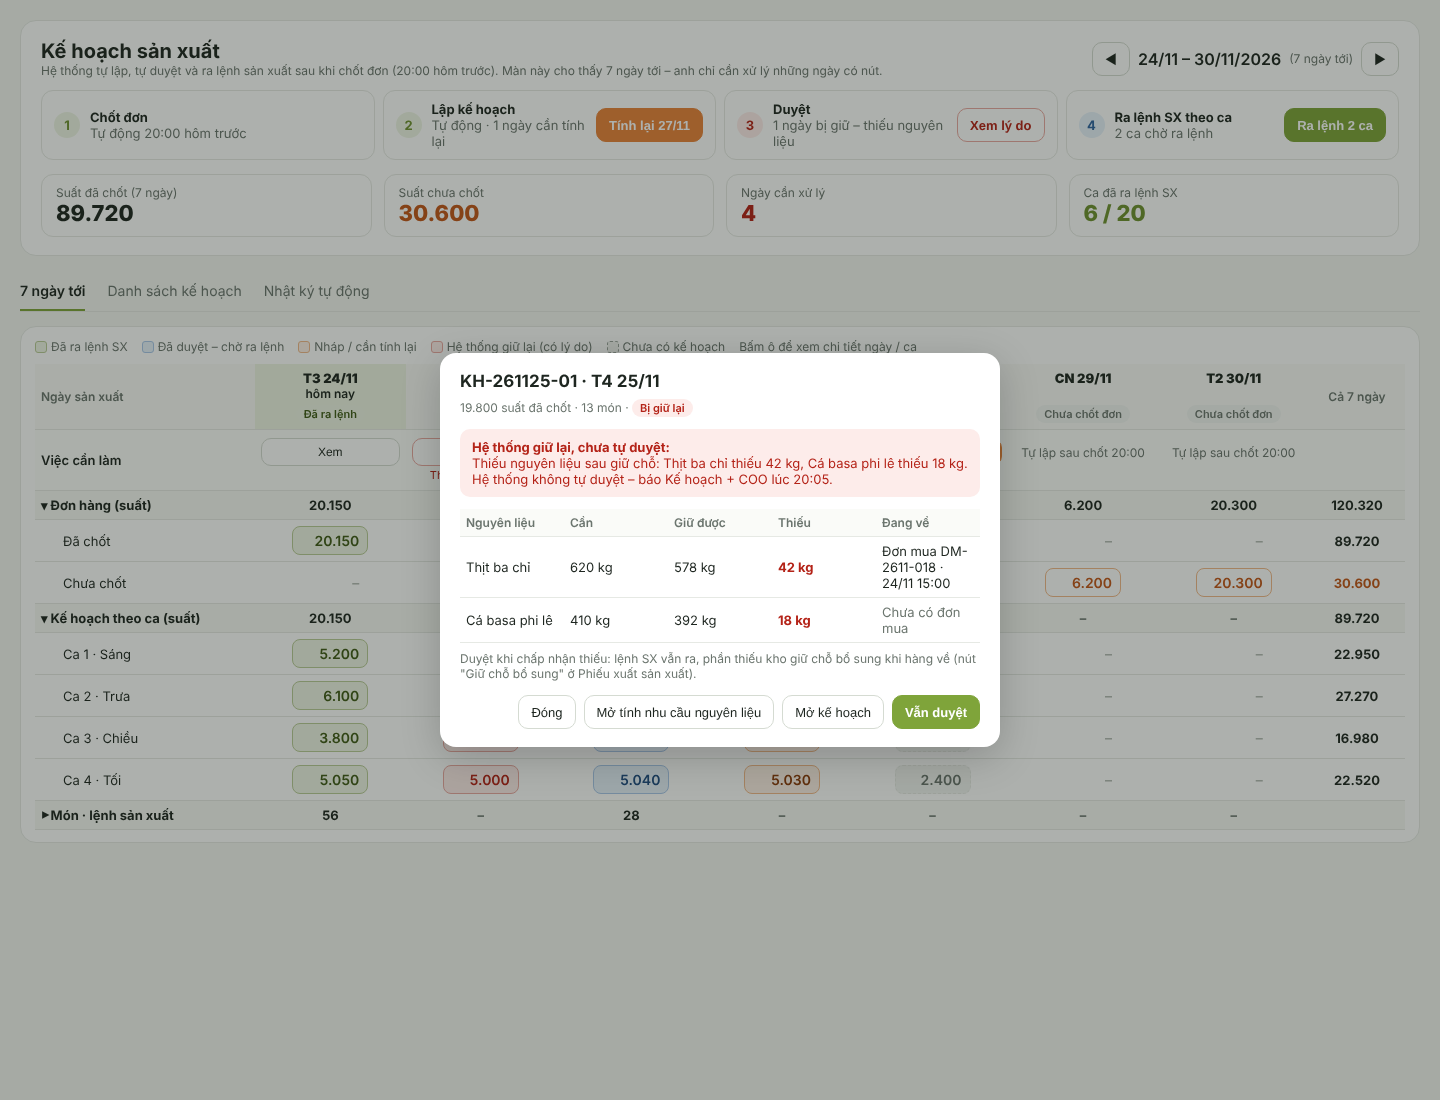 Kế hoạch sản xuất
Hệ thống tự lập, tự duyệt và ra lệnh sản xuất sau khi chốt đơn (20:00 hôm trước). Màn này cho thấy 7 ngày tới – anh chỉ cần xử lý những ngày có nút.
◀ 24/11 – 30/11/2026 (7 ngày tới) ▶
1 Chốt đơn
Tự động 20:00 hôm trước
2 Lập kế hoạch
Tự động · 1 ngày cần tính lại
Tính lại 27/11
3 Duyệt
1 ngày bị giữ – thiếu nguyên liệu
Xem lý do
4 Ra lệnh SX theo ca
2 ca chờ ra lệnh
Ra lệnh 2 ca
Suất đã chốt (7 ngày)
89.720
Suất chưa chốt
30.600
Ngày cần xử lý
4
Ca đã ra lệnh SX
6 / 20
7 ngày tới Danh sách kế hoạch Nhật ký tự động
Đã ra lệnh SX Đã duyệt – chờ ra lệnh Nháp / cần tính lại Hệ thống giữ lại (có lý do) Chưa có kế hoạch Bấm ô để xem chi tiết ngày / ca
Ngày sản xuất
T3 24/11
hôm nay
Đã ra lệnh
CN 29/11
Chưa chốt đơn
T2 30/11
Chưa chốt đơn
Cả 7 ngày
Việc cần làm Xem Tự lập sau chốt 20:00 Tự lập sau chốt 20:00
▾ Đơn hàng (suất) 20.150 6.200 20.300 120.320
Đã chốt 20.150 – – 89.720
Chưa chốt – 6.200 20.300 30.600
▾ Kế hoạch theo ca (suất) 20.150 – – 89.720
Ca 1 · Sáng 5.200 – – 22.950
Ca 2 · Trưa 6.100 – – 27.270
Ca 3 · Chiều 3.800 – – 16.980
Ca 4 · Tối 5.050 5.000 5.040 5.030 2.400 – – 22.520
▸ Món · lệnh sản xuất 56 – 28 – – – –
KH-261125-01 · T4 25/11
19.800 suất đã chốt · 13 món · Bị giữ lại
Hệ thống giữ lại, chưa tự duyệt:
Thiếu nguyên liệu sau giữ chỗ: Thịt ba chỉ thiếu 42 kg, Cá basa phi lê thiếu 18 kg.
Hệ thống không tự duyệt – báo Kế hoạch + COO lúc 20:05.
Nguyên liệu Cần Giữ được Thiếu Đang về
Thịt ba chỉ 620 kg 578 kg 42 kg Đơn mua DM-
2611-018 ·
24/11 15:00
Cá basa phi lê 410 kg 392 kg 18 kg Chưa có đơn
mua
Duyệt khi chấp nhận thiếu: lệnh SX vẫn ra, phần thiếu kho giữ chỗ bổ sung khi hàng về (nút
"Giữ chỗ bổ sung" ở Phiếu xuất sản xuất).
Đóng Mở tính nhu cầu nguyên liệu Mở kế hoạch Vẫn duyệt